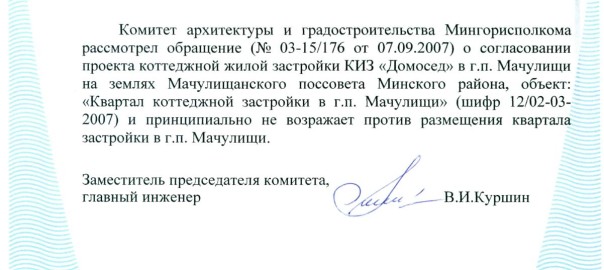 Комитет архитектуры и градостроительства Мингорисполкома
рассмотрел обращение (№ 03-15/176 от 07.09.2007) о согласовании
проекта коттеджной жилой застройки КИЗ «Домосед» в г.п. Мачулищи
на землях Мачулищанского поссовета Минского района, объект:
«Квартал коттеджной застройки в г.п. Мачулищи» (шифр 12/02-03-
2007) и принципиально не возражает против размещения квартала
застройки в г.п. Мачулищи.
Заместитель председателя комитета,
главный инженер В.И.Куршин